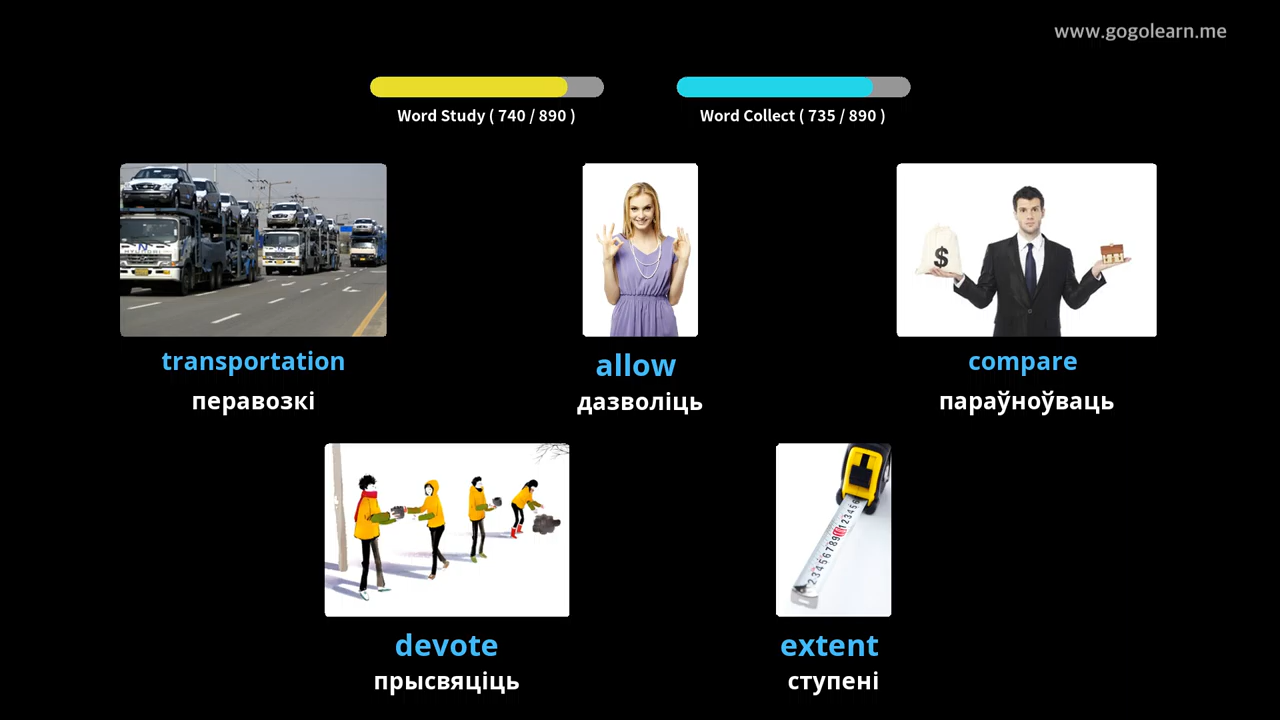 www.gogolearn.me
Word Study ( 740 / 890 )
Word Collect ( 735 / 890 )
$
transportation
allow
compare
перавозкі
дазволіць
параўноўваць
devote
extent
прысвяціць
ступені